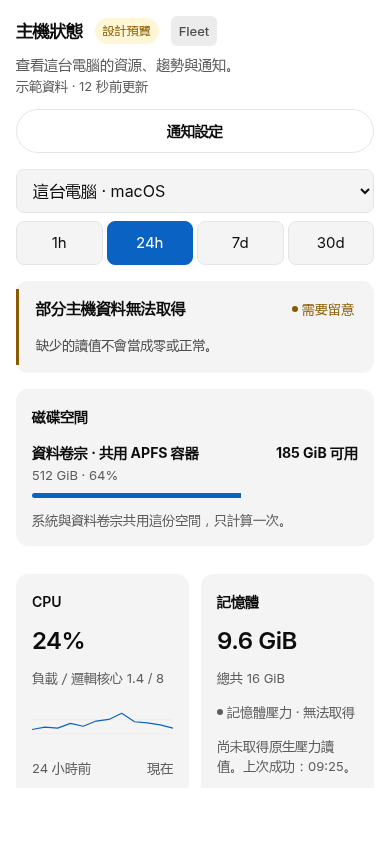 主機狀態 設計預覽 Fleet
查看這台電腦的資源、趨勢與通知。
示範資料 · 12 秒前更新
通知設定
這台電腦 · macOS
1h 24h 7d 30d
部分主機資料無法取得 需要留意
缺少的讀值不會當成零或正常。
磁碟空間
資料卷宗 · 共用 APFS 容器 185 GiB 可用
512 GiB · 64%
系統與資料卷宗共用這份空間，只計算一次。
CPU
24%
負載 / 邏輯核心 1.4 / 8
24 小時前 現在
記憶體
9.6 GiB
總共 16 GiB
記憶體壓力 · 無法取得
尚未取得原生壓力讀
值。上次成功：09:25。